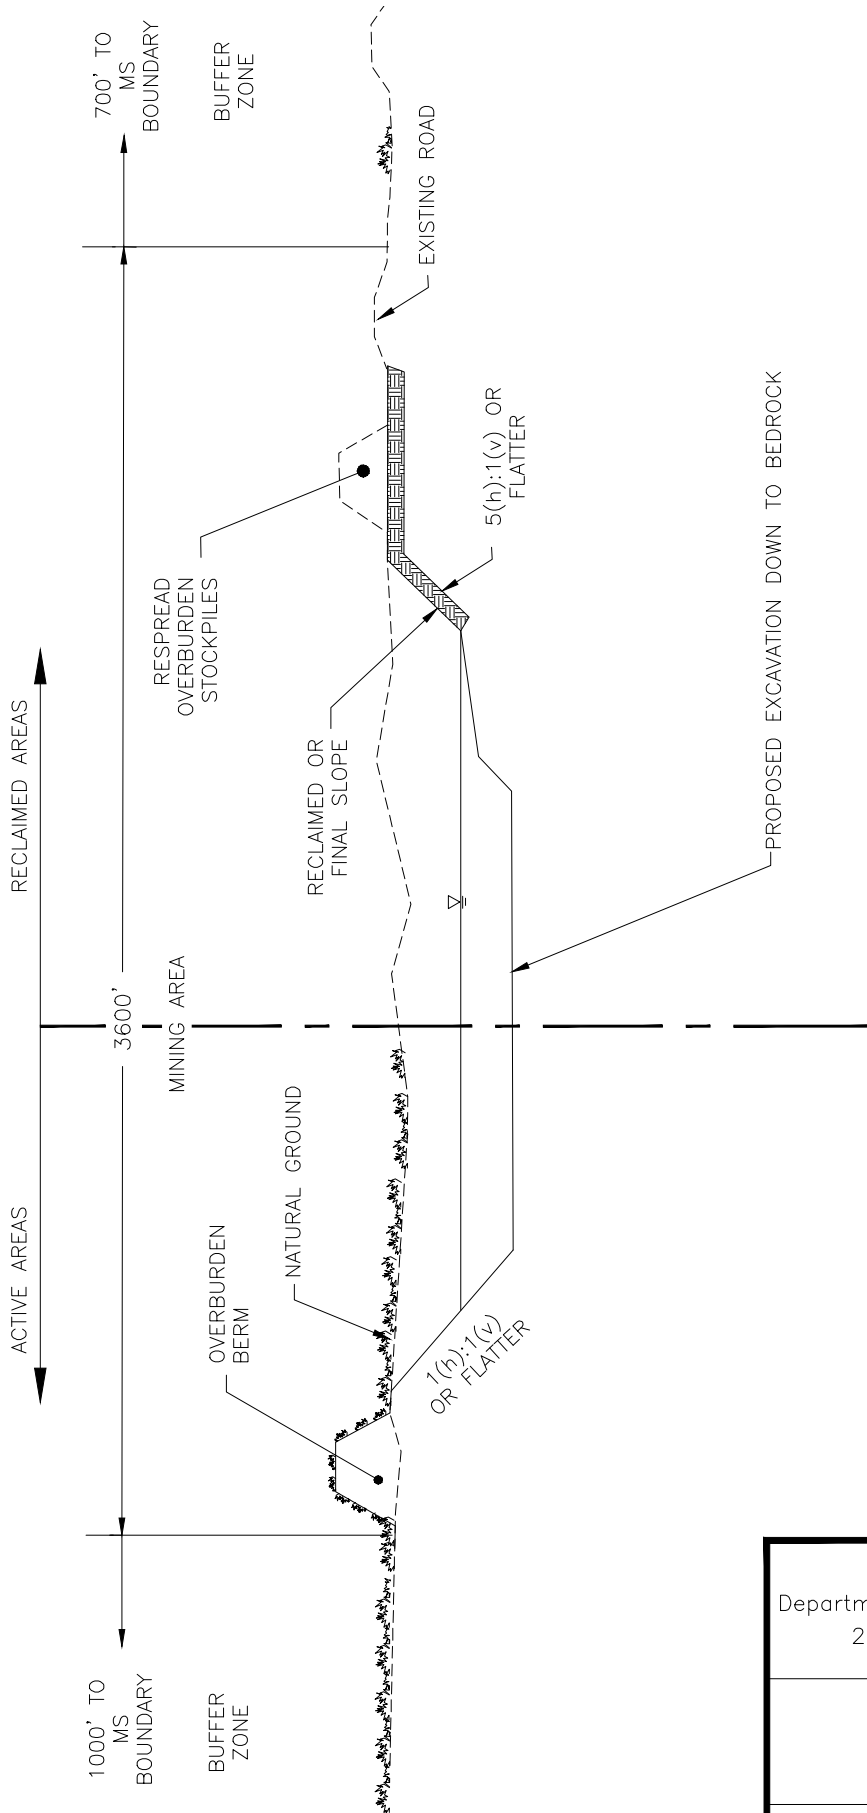 ACTIVE AREAS
RECLAIMED AREAS
1000' TO
MS
BOUNDARY
3600'
700' TO
MS
BOUNDARY
MINING AREA
BUFFER
ZONE
OVERBURDEN
BERM
NATURAL GROUND
RESPREAD
OVERBURDEN
STOCKPILES
BUFFER
ZONE
RECLAIMED OR
FINAL SLOPE
EXISTING ROAD
1(h):1(v)
OR FLATTER
5(h):1(v) OR
FLATTER
PROPOSED EXCAVATION DOWN TO BEDROCK
2